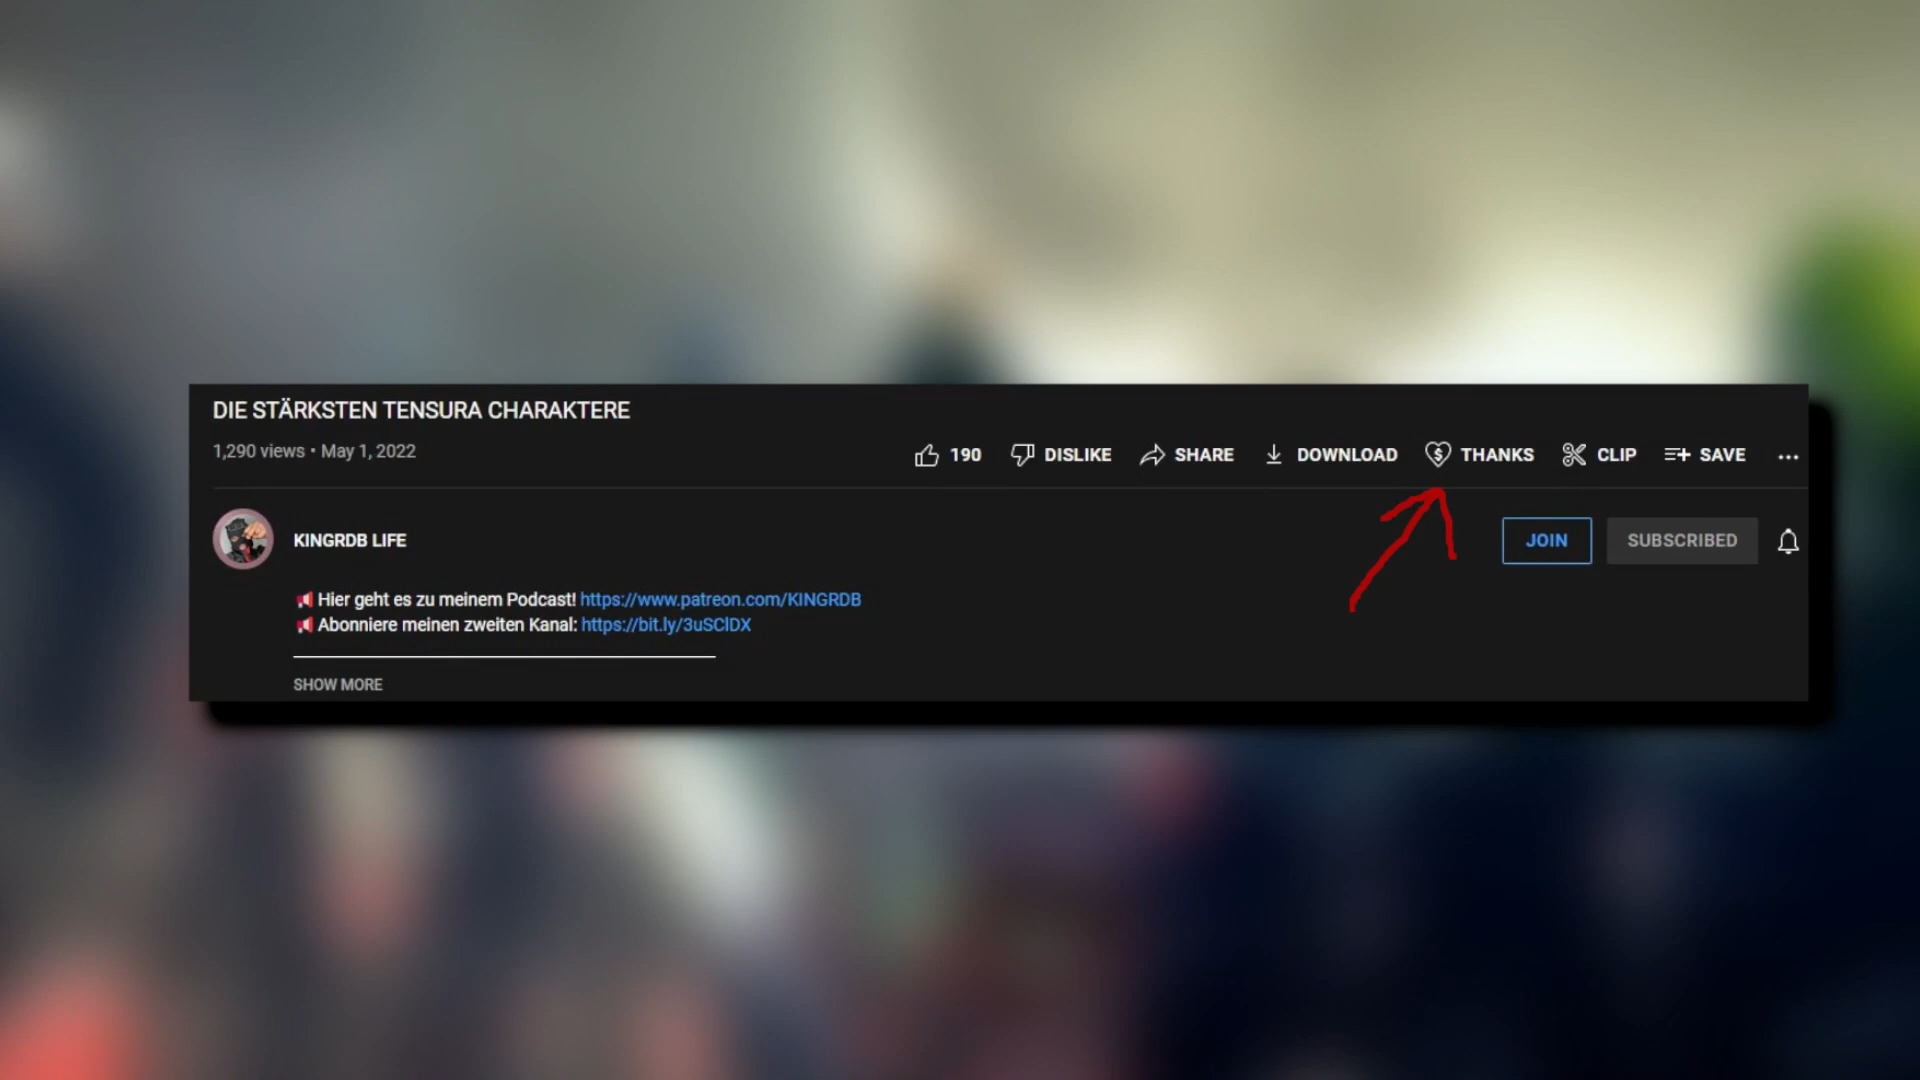 DIE STÄRKSTEN TENSURA CHARAKTERE
1,290 views • May 1, 2022
190 DISLIKE SHARE DOWNLOAD THANKS CLIP SAVE ...
KINGRDB LIFE
JOIN SUBSCRIBED
Hier geht es zu meinem Podcast! https://www.patreon.com/KINGRDB
Abonniere meinen zweiten Kanal: https://bit.ly/3uSClDX
SHOW MORE